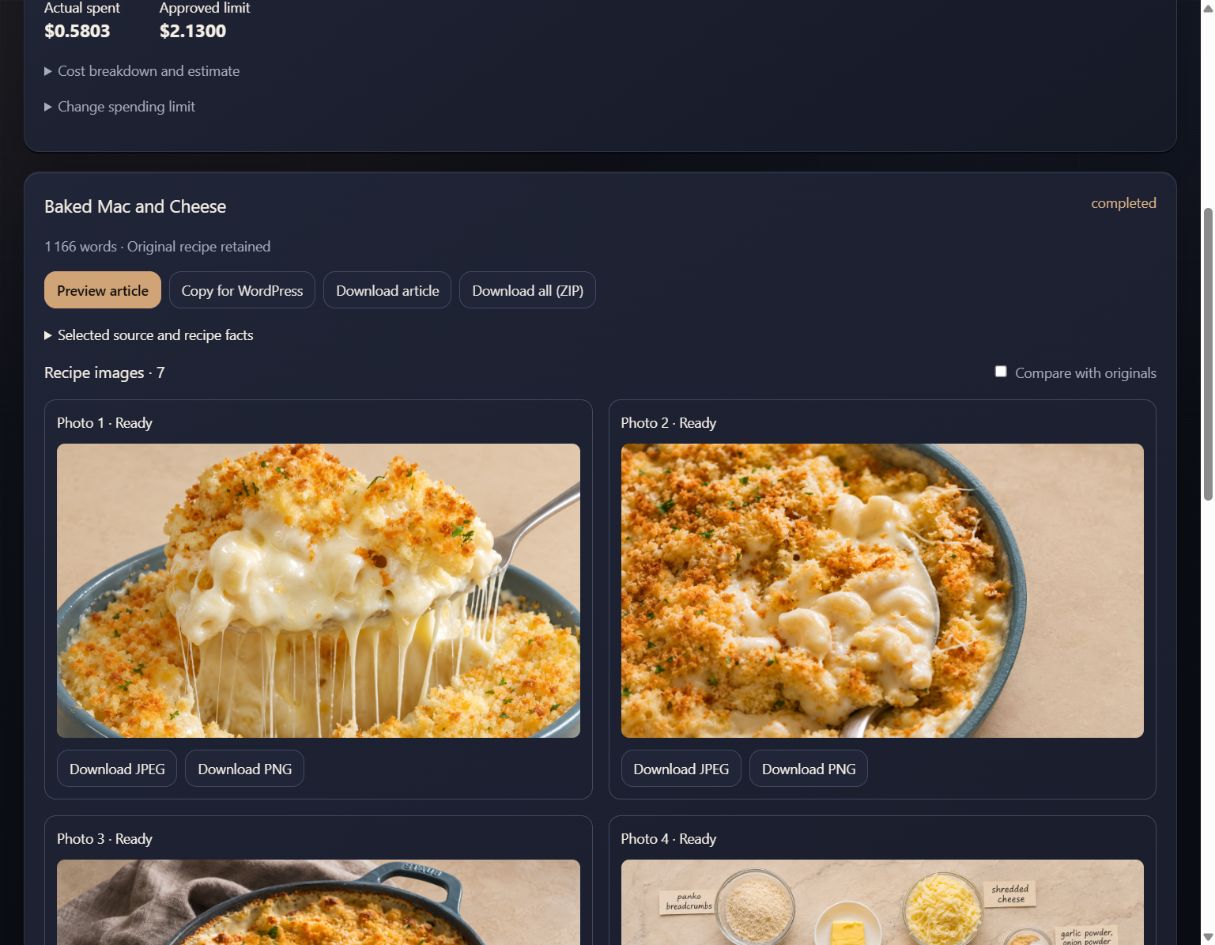 Actual spent
Approved limit
$0.5803
$2.1300
Cost breakdown and estimate
Change spending limit
Baked Mac and Cheese
completed
1166 words · Original recipe retained
Preview article
Copy for WordPress
Download article
Download all (ZIP)
Selected source and recipe facts
Recipe images · 7
Compare with originals
Photo 1 · Ready
Photo 2 · Ready
Download JPEG
Download PNG
Download JPEG
Download PNG
Photo 3 · Ready
Photo 4 · Ready
panko
breadcrumbs
shredded
cheese
garlic powder,
onion powder